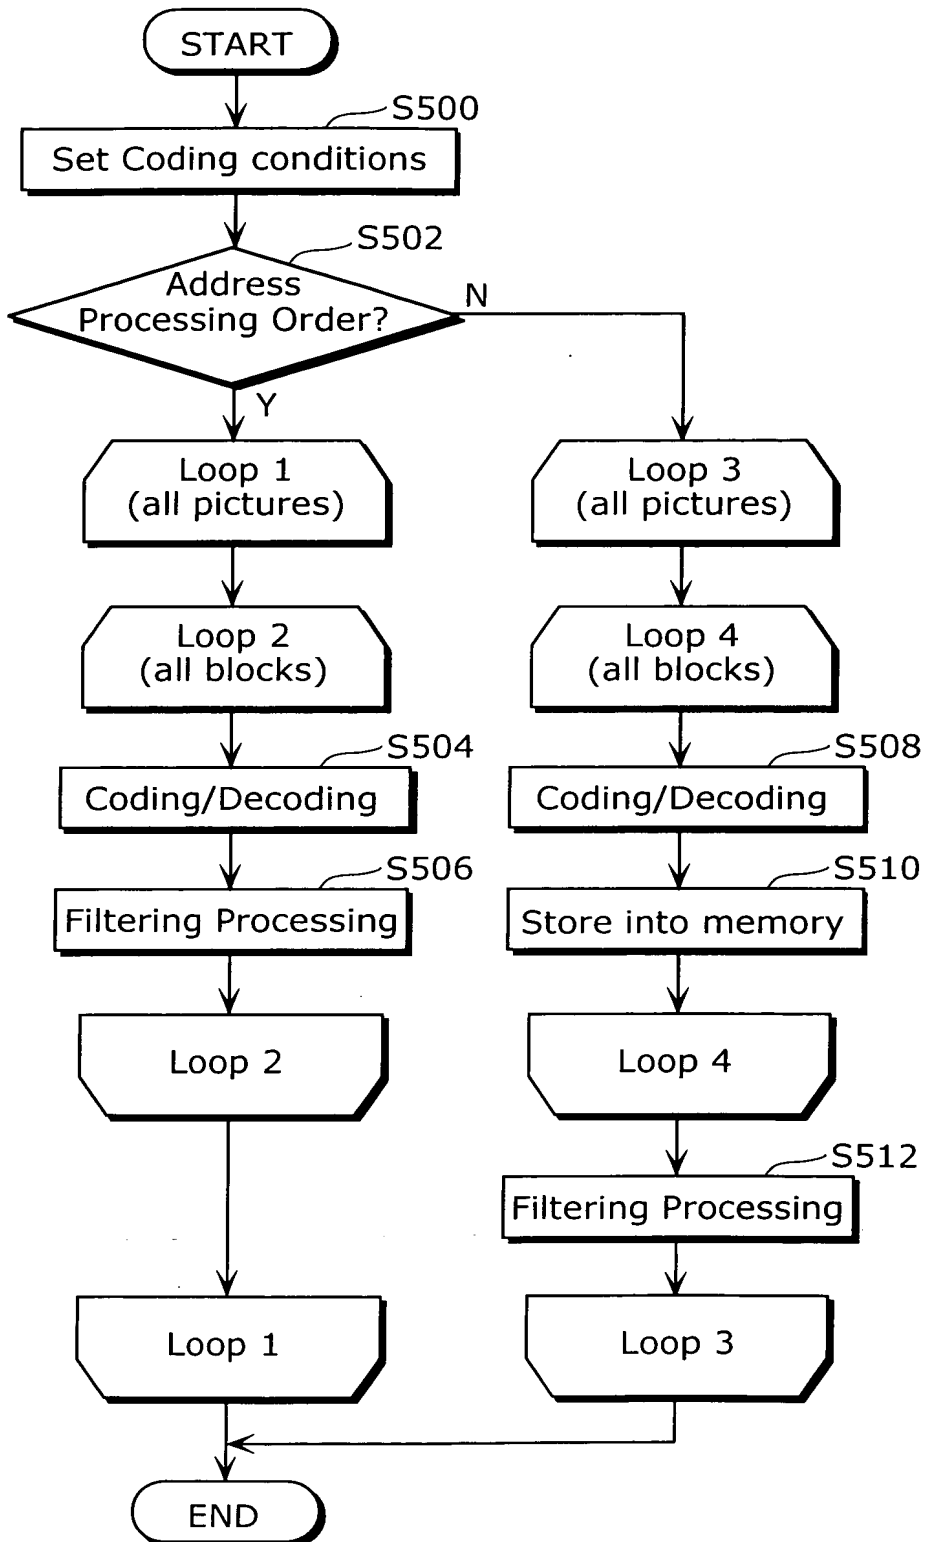 START
S500
Set Coding conditions
S502
Address
Processing Order?
N
Y
Loop 1
(all pictures)
Loop 3
(all pictures)
Loop 2
(all blocks)
Loop 4
(all blocks)
S504
Coding/Decoding
S508
Coding/Decoding
S506
Filtering Processing
S510
Store into memory
Loop 2
Loop 4
S512
Filtering Processing
Loop 1
Loop 3
END